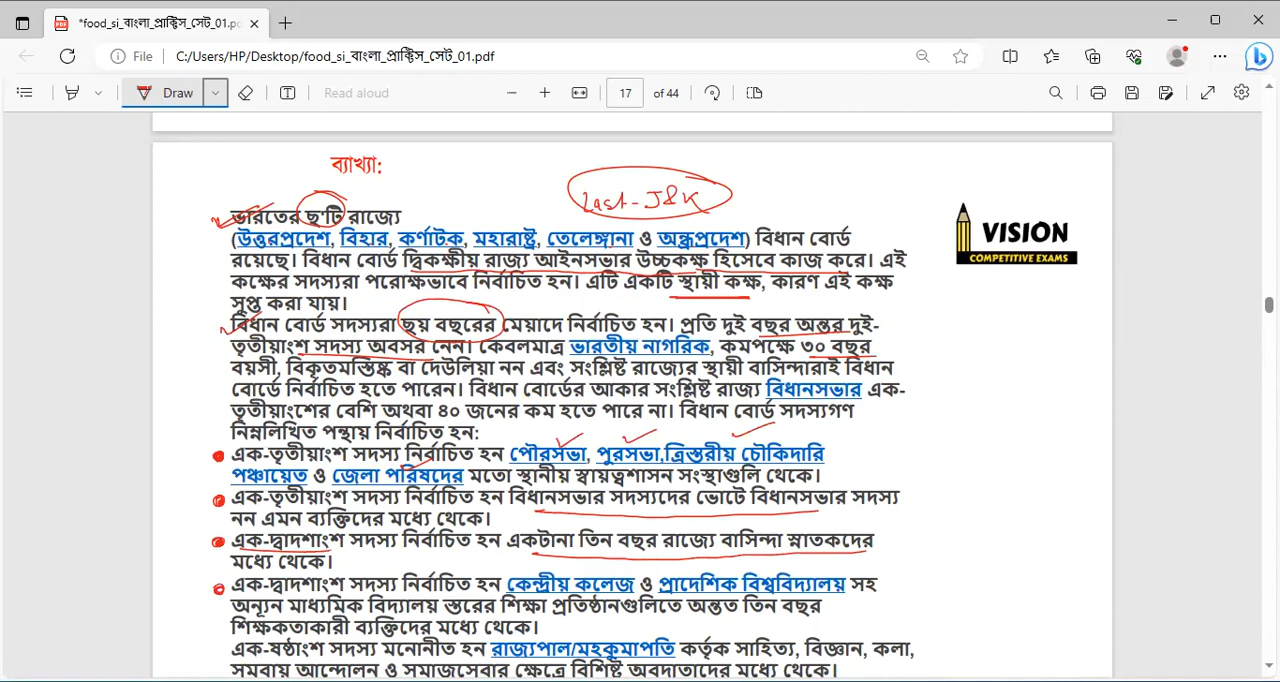 *food_si_বাংলা_প্রাক্টিস_সেট_01.pdf
File C:/Users/HP/Desktop/food_si_বাংলা_প্রাক্টিস_সেট_01.pdf
Draw Read aloud 17 of 44
ব্যাখ্যা:
Last-J&K
ভারতের ছ'টি রাজ্যে
(উত্তরপ্রদেশ, বিহার, কর্ণাটক, মহারাষ্ট্র, তেলেঙ্গানা ও অন্ধ্রপ্রদেশ) বিধান বোর্ড
রয়েছে। বিধান বোর্ড দ্বিকক্ষীয় রাজ্য আইনসভার উচ্চকক্ষ হিসেবে কাজ করে। এই
কক্ষের সদস্যরা পরোক্ষভাবে নির্বাচিত হন। এটি একটি স্থায়ী কক্ষ, কারণ এই কক্ষ
সুপ্ত করা যায়।
বিধান বোর্ড সদস্যরা ছয় বছরের মেয়াদে নির্বাচিত হন। প্রতি দুই বছর অন্তর দুই-
তৃতীয়াংশ সদস্য অবসর নেন। কেবলমাত্র ভারতীয় নাগরিক, কমপক্ষে ৩০ বছর
বয়সী, বিকৃতমস্তিষ্ক বা দেউলিয়া নন এবং সংশ্লিষ্ট রাজ্যের স্থায়ী বাসিন্দারাই বিধান
বোর্ডে নির্বাচিত হতে পারেন। বিধান বোর্ডের আকার সংশ্লিষ্ট রাজ্য বিধানসভার এক-
তৃতীয়াংশের বেশি অথবা ৪০ জনের কম হতে পারে না। বিধান বোর্ড সদস্যগণ
নিম্নলিখিত পন্থায় নির্বাচিত হন:
এক-তৃতীয়াংশ সদস্য নির্বাচিত হন পৌরসভা, পুরসভা,ত্রিস্তরীয় চৌকিদারি
পঞ্চায়েত ও জেলা পরিষদের মতো স্থানীয় স্বায়ত্বশাসন সংস্থাগুলি থেকে।
এক-তৃতীয়াংশ সদস্য নির্বাচিত হন বিধানসভার সদস্যদের ভোটে বিধানসভার সদস্য
নন এমন ব্যক্তিদের মধ্যে থেকে।
এক-দ্বাদশাংশ সদস্য নির্বাচিত হন একটানা তিন বছর রাজ্যে বাসিন্দা স্নাতকদের
মধ্যে থেকে।
এক-দ্বাদশাংশ সদস্য নির্বাচিত হন কেন্দ্রীয় কলেজ ও প্রাদেশিক বিশ্ববিদ্যালয় সহ
অন্যূন মাধ্যমিক বিদ্যালয় স্তরের শিক্ষা প্রতিষ্ঠানগুলিতে অন্তত তিন বছর
শিক্ষকতাকারী ব্যক্তিদের মধ্যে থেকে।
এক-ষষ্ঠাংশ সদস্য মনোনীত হন রাজ্যপাল/মহকুমাপতি কর্তৃক সাহিত্য, বিজ্ঞান, কলা,
সমবায় আন্দোলন ও সমাজসেবার ক্ষেত্রে বিশিষ্ট অবদাতাদের মধ্যে থেকে।
VISION
COMPETITIVE EXAMS